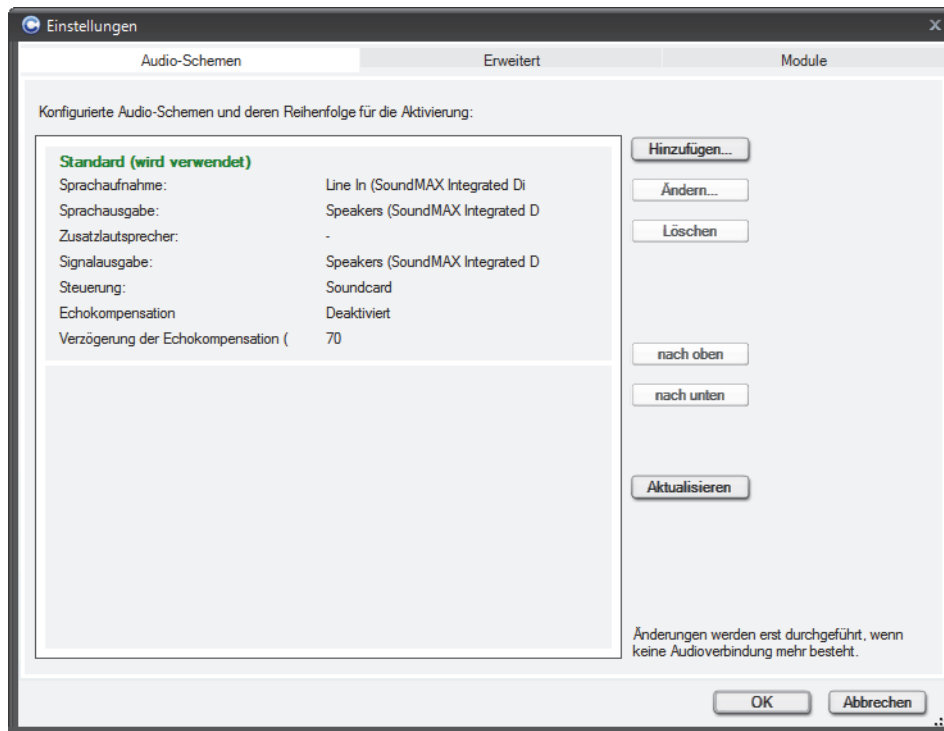 Einstellungen
Audio-Schemen Erweitert Module
Konfigurierte Audio-Schemen und deren Reihenfolge für die Aktivierung:
Standard (wird verwendet)
Sprachaufnahme: Line In (SoundMAX Integrated Di
Sprachausgabe: Speakers (SoundMAX Integrated D
Zusatzlautsprecher: -
Signalausgabe: Speakers (SoundMAX Integrated D
Steuerung: Soundcard
Echokompensation Deaktiviert
Verzögerung der Echokompensation ( 70
Hinzufügen...
Ändern...
Löschen
nach oben
nach unten
Aktualisieren
Änderungen werden erst durchgeführt, wenn
keine Audioverbindung mehr besteht.
OK Abbrechen